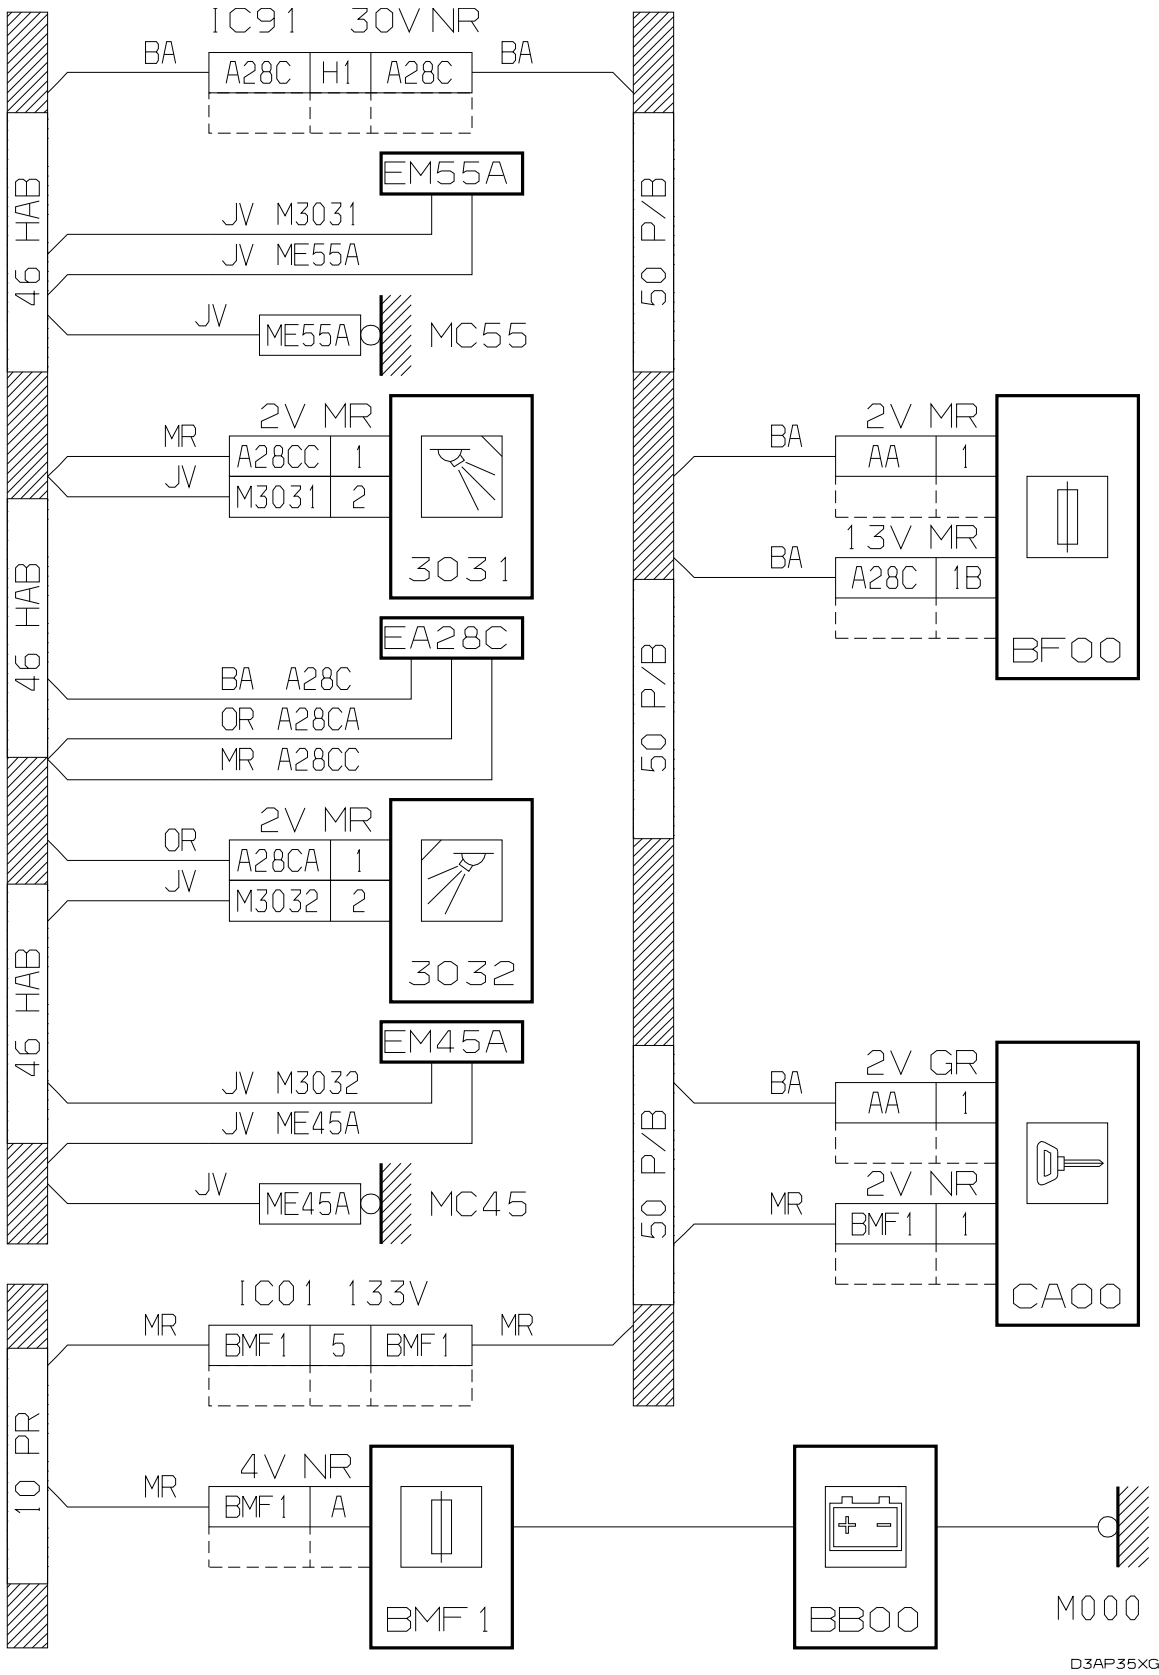 IC91 30V NR
BA A28C H1 A28C BA
46 HAB
50 P/B
EM55A
JV M3031
JV ME55A
JV ME55A MC55
2V MR
MR A28CC 1
JV M3031 2
3031
2V MR
BA AA 1
13V MR
BA A28C 1B
BF00
46 HAB
50 P/B
EA28C
BA A28C
OR A28CA
MR A28CC
2V MR
OR A28CA 1
JV M3032 2
3032
46 HAB
EM45A
JV M3032
JV ME45A
JV ME45A MC45
50 P/B
2V GR
BA AA 1
2V NR
MR BMF1 1
CA00
IC01 133V
MR BMF1 5 BMF1 MR
10 PR
4V NR
MR BMF1 A
BMF1
+ -
BB00
M000
D3AP35XG